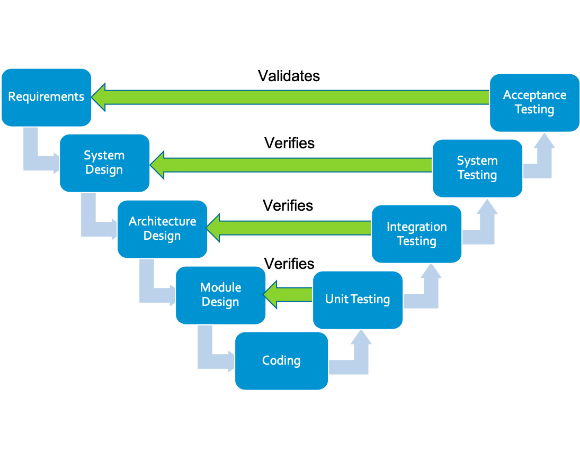 Validates
Requirements
Acceptance
Testing
Verifies
System
Design
System
Testing
Verifies
Architecture
Design
Integration
Testing
Verifies
Module
Design
Unit Testing
Coding